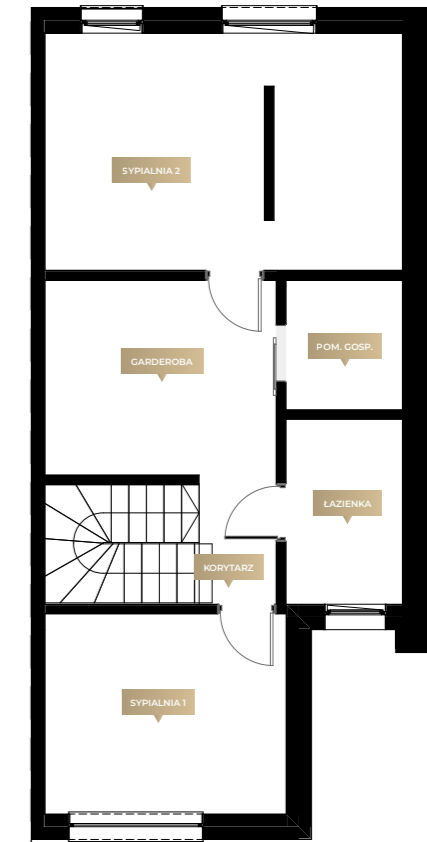 SYPIALNIA 2
POM. GOSP.
GARDEROBA
ŁAZIENKA
KORYTARZ
SYPIALNIA 1